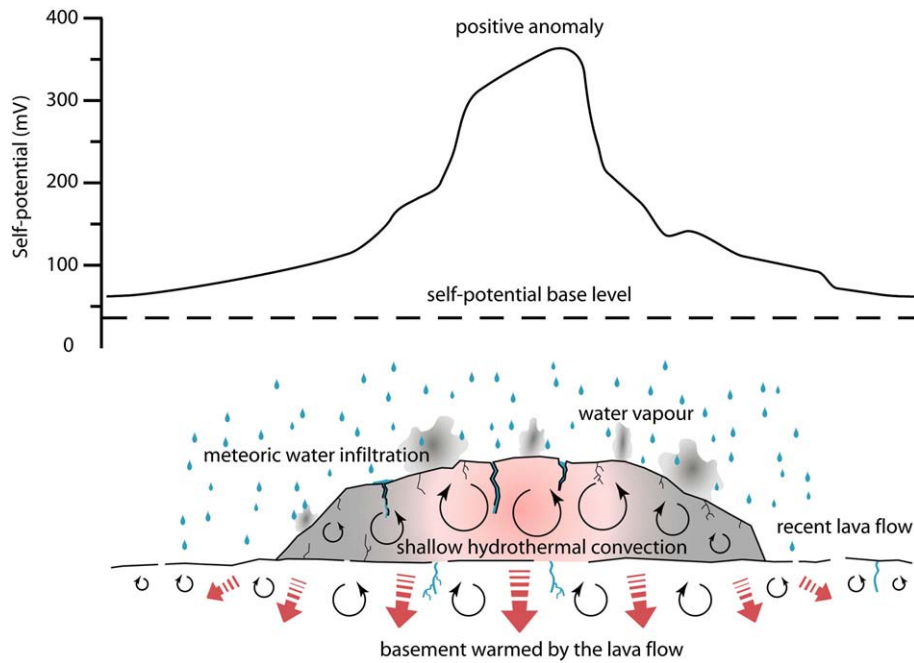 400
positive anomaly
300
Self-potential (mV)
200
100
self-potential base level
0
water vapour
meteoric water infiltration
recent lava flow
shallow hydrothermal convection
basement warmed by the lava flow